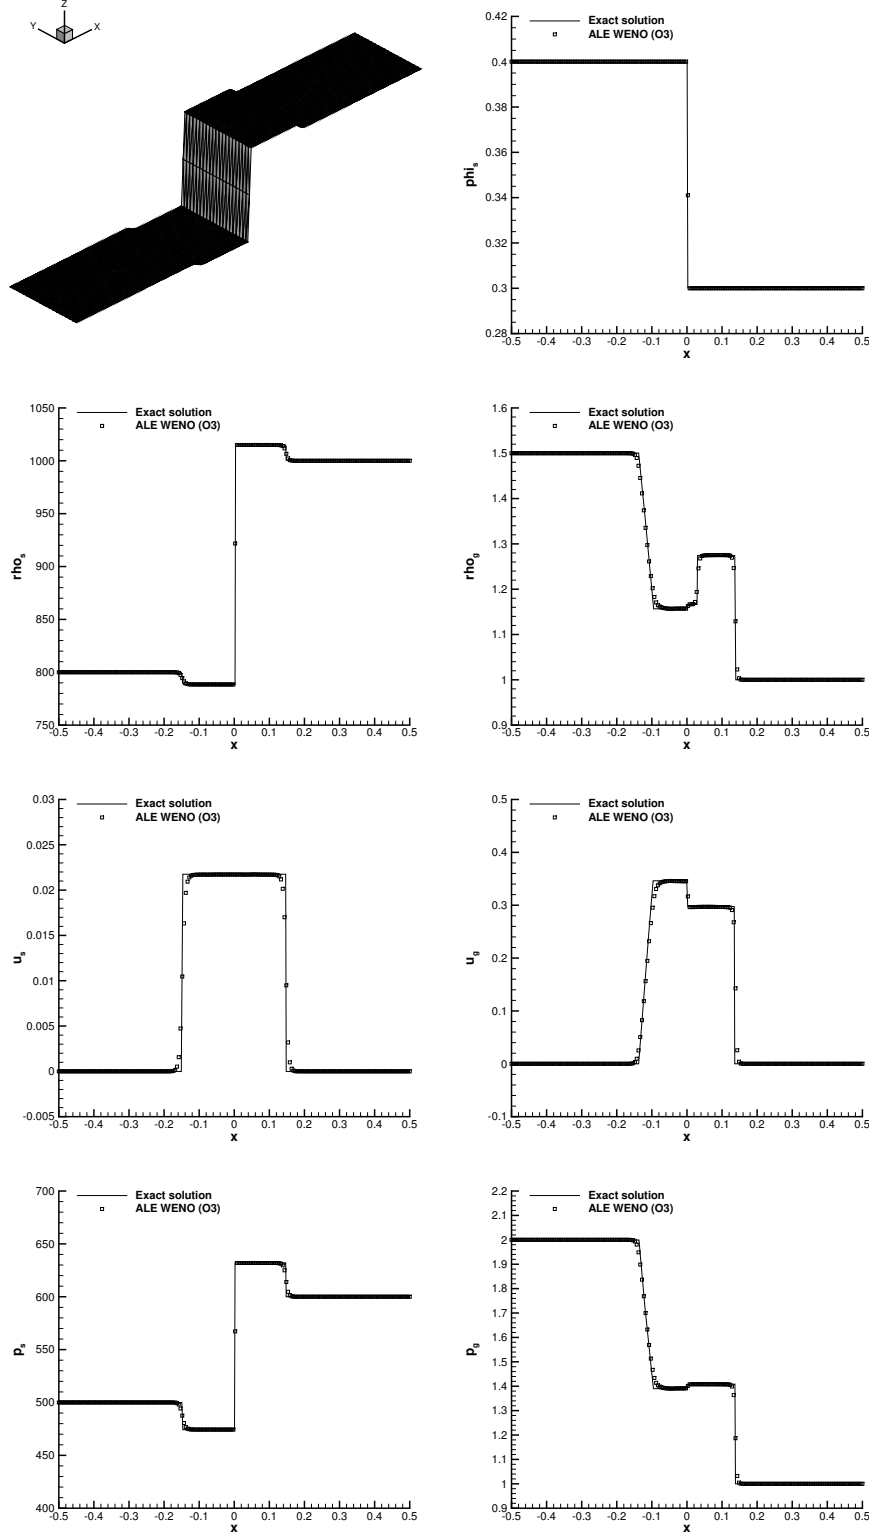 Z
Y
X
Exact solution
ALE WENO (O3)
0.42
0.4
0.38
0.36
0.34
0.32
0.3
0.28
phi_s
-0.5 -0.4 -0.3 -0.2 -0.1 0 0.1 0.2 0.3 0.4 0.5
x
Exact solution
ALE WENO (O3)
1050
1000
950
900
850
800
750
rho_s
-0.5 -0.4 -0.3 -0.2 -0.1 0 0.1 0.2 0.3 0.4 0.5
x
Exact solution
ALE WENO (O3)
1.6
1.5
1.4
1.3
1.2
1.1
1
0.9
rho_g
-0.5 -0.4 -0.3 -0.2 -0.1 0 0.1 0.2 0.3 0.4 0.5
x
Exact solution
ALE WENO (O3)
0.03
0.025
0.02
0.015
0.01
0.005
0
-0.005
u_s
-0.5 -0.4 -0.3 -0.2 -0.1 0 0.1 0.2 0.3 0.4 0.5
x
Exact solution
ALE WENO (O3)
0.5
0.4
0.3
0.2
0.1
0
-0.1
u_g
-0.5 -0.4 -0.3 -0.2 -0.1 0 0.1 0.2 0.3 0.4 0.5
x
Exact solution
ALE WENO (O3)
700
650
600
550
500
450
400
p_s
-0.5 -0.4 -0.3 -0.2 -0.1 0 0.1 0.2 0.3 0.4 0.5
x
Exact solution
ALE WENO (O3)
2.2
2.1
2
1.9
1.8
1.7
1.6
1.5
1.4
1.3
1.2
1.1
1
0.9
p_g
-0.5 -0.4 -0.3 -0.2 -0.1 0 0.1 0.2 0.3 0.4 0.5
x